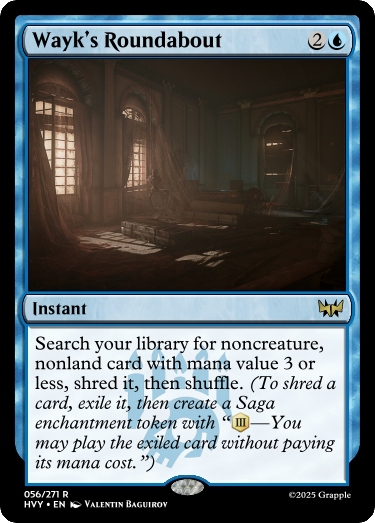 Wayk's Roundabout 2
Instant
Search your library for noncreature,
nonland card with mana value 3 or
less, shred it, then shuffle. (To shred a
card, exile it, then create a Saga
enchantment token with “III—You
may play the exiled card without paying
its mana cost.”)
056/271 R
HVY • EN Valentin Baguirov
©2025 Grapple